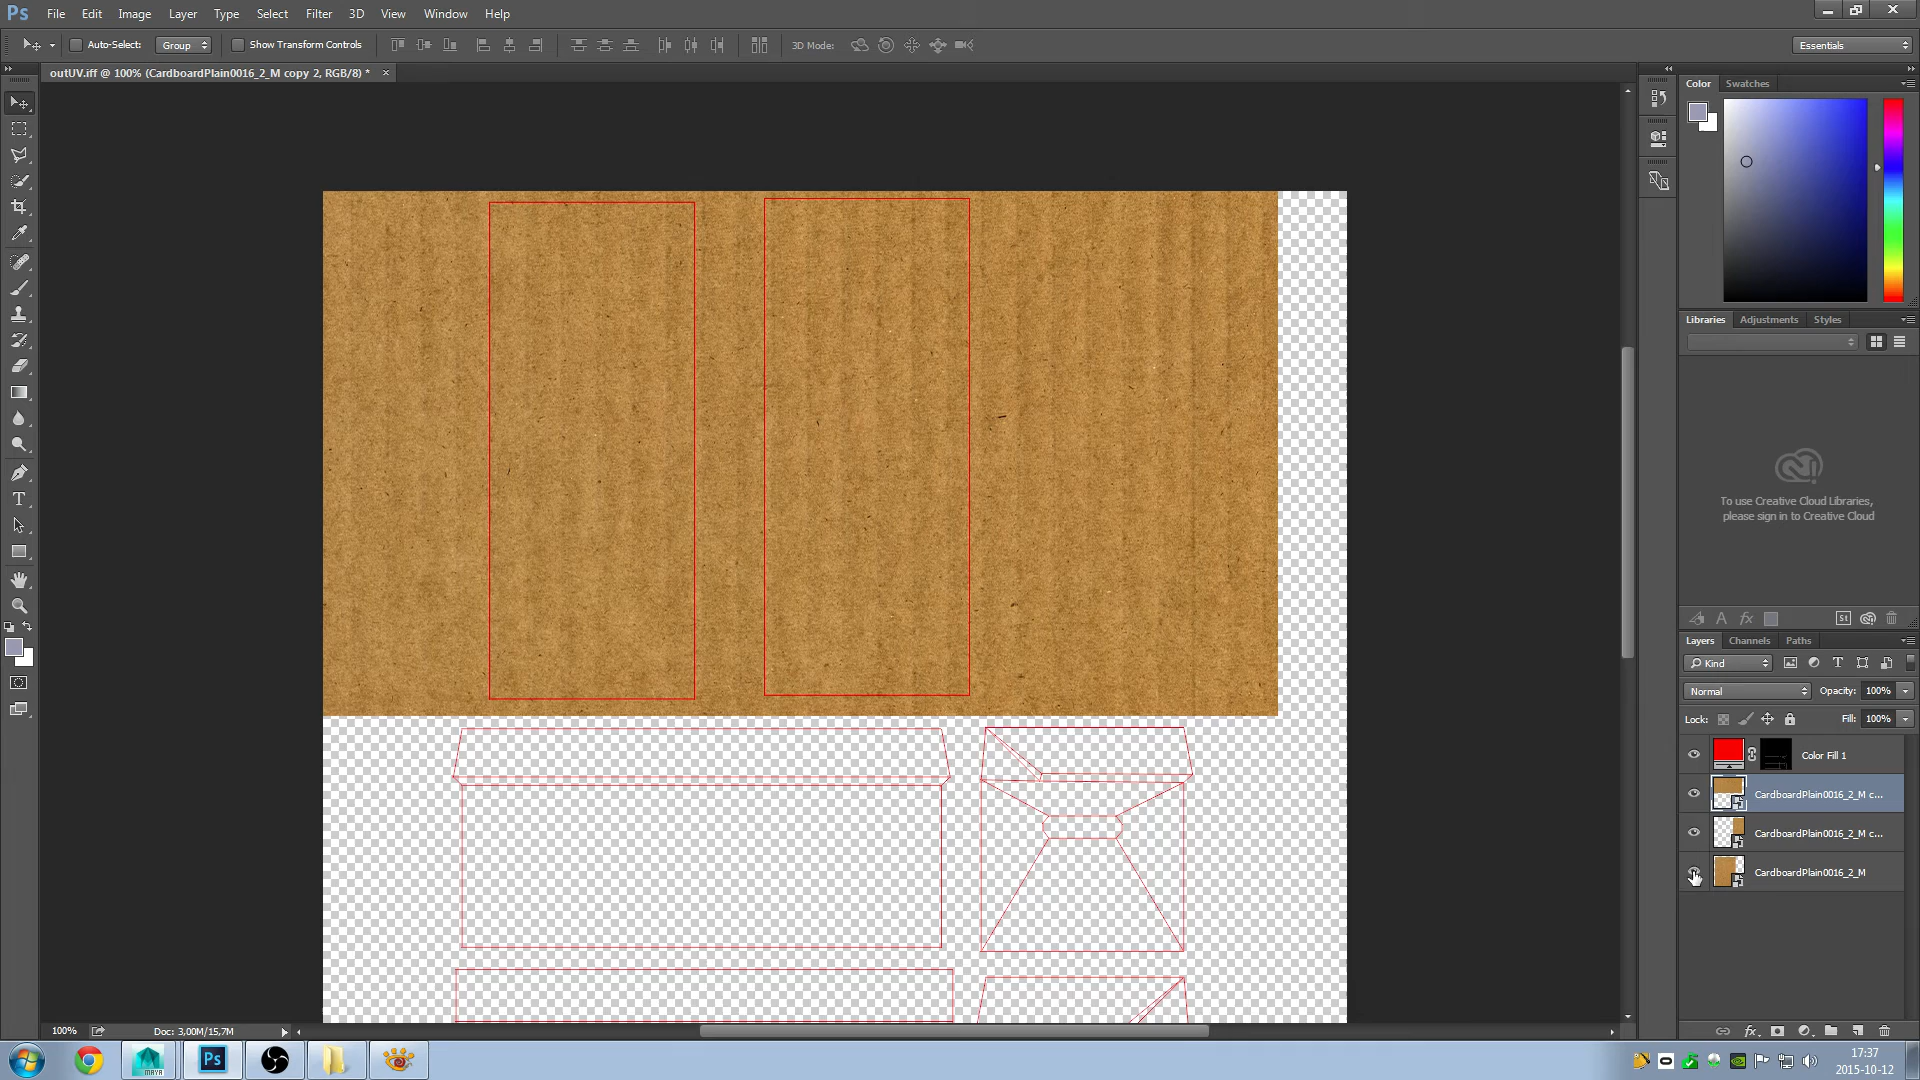 Ps File Edit Image Layer Type Select Filter 3D View Window Help
Auto-Select: Group Show Transform Controls 3D Mode: Essentials
outUV.iff @ 100% (CardboardPlain0016_2_M copy 2, RGB/8) * ×
Color Swatches
Libraries Adjustments Styles
To use Creative Cloud Libraries,
please sign in to Creative Cloud
St
Layers Channels Paths
Kind
Normal Opacity: 100%
Lock: Fill: 100%
Color Fill 1
CardboardPlain0016_2_M c...
CardboardPlain0016_2_M c...
CardboardPlain0016_2_M
100% Doc: 3,00M/15,7M
MAYA Ps
17:37
2015-10-12